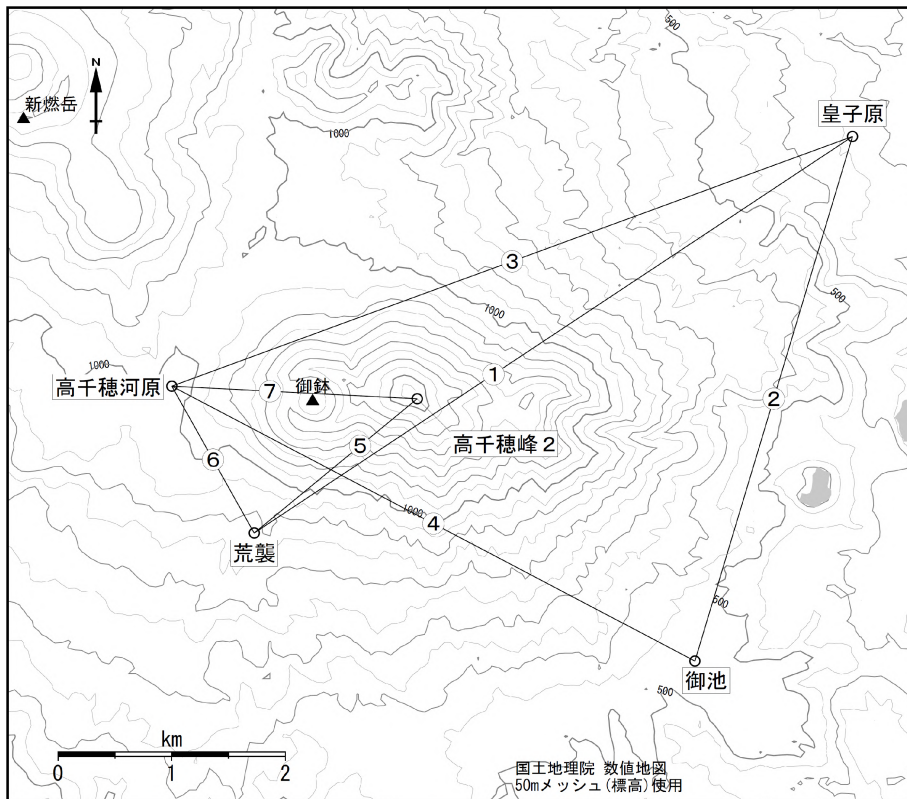 500
N
新燃岳
皇子原
1000
③
500
1000
1000
高千穂河原
⑦
御鉢
①
②
⑤
高千穂峰2
⑥
1000
④
荒襲
500
御池
500
km
0 1 2
国土地理院 数値地図
50mメッシュ(標高)使用